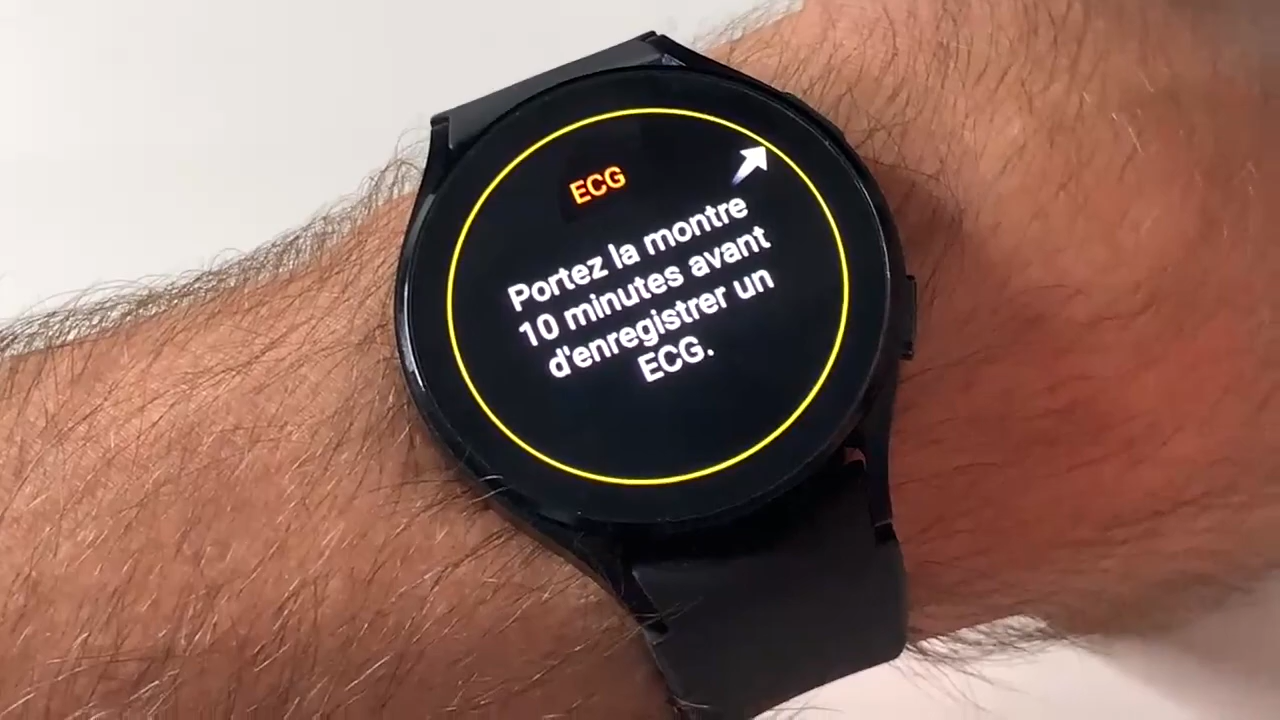 ECG
Portez la montre
10 minutes avant
d'enregistrer un
ECG.